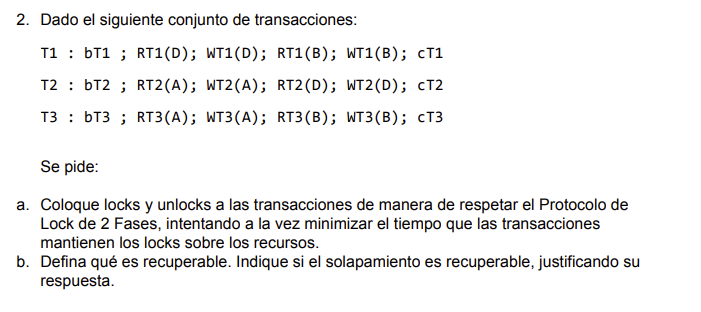 2. Dado el siguiente conjunto de transacciones:
T1 : bT1 ; RT1(D); WT1(D); RT1(B); WT1(B); cT1
T2 : bT2 ; RT2(A); WT2(A); RT2(D); WT2(D); cT2
T3 : bT3 ; RT3(A); WT3(A); RT3(B); WT3(B); cT3
Se pide:
a. Coloque locks y unlocks a las transacciones de manera de respetar el Protocolo de
Lock de 2 Fases, intentando a la vez minimizar el tiempo que las transacciones
mantienen los locks sobre los recursos.
b. Defina qué es recuperable. Indique si el solapamiento es recuperable, justificando su
respuesta.